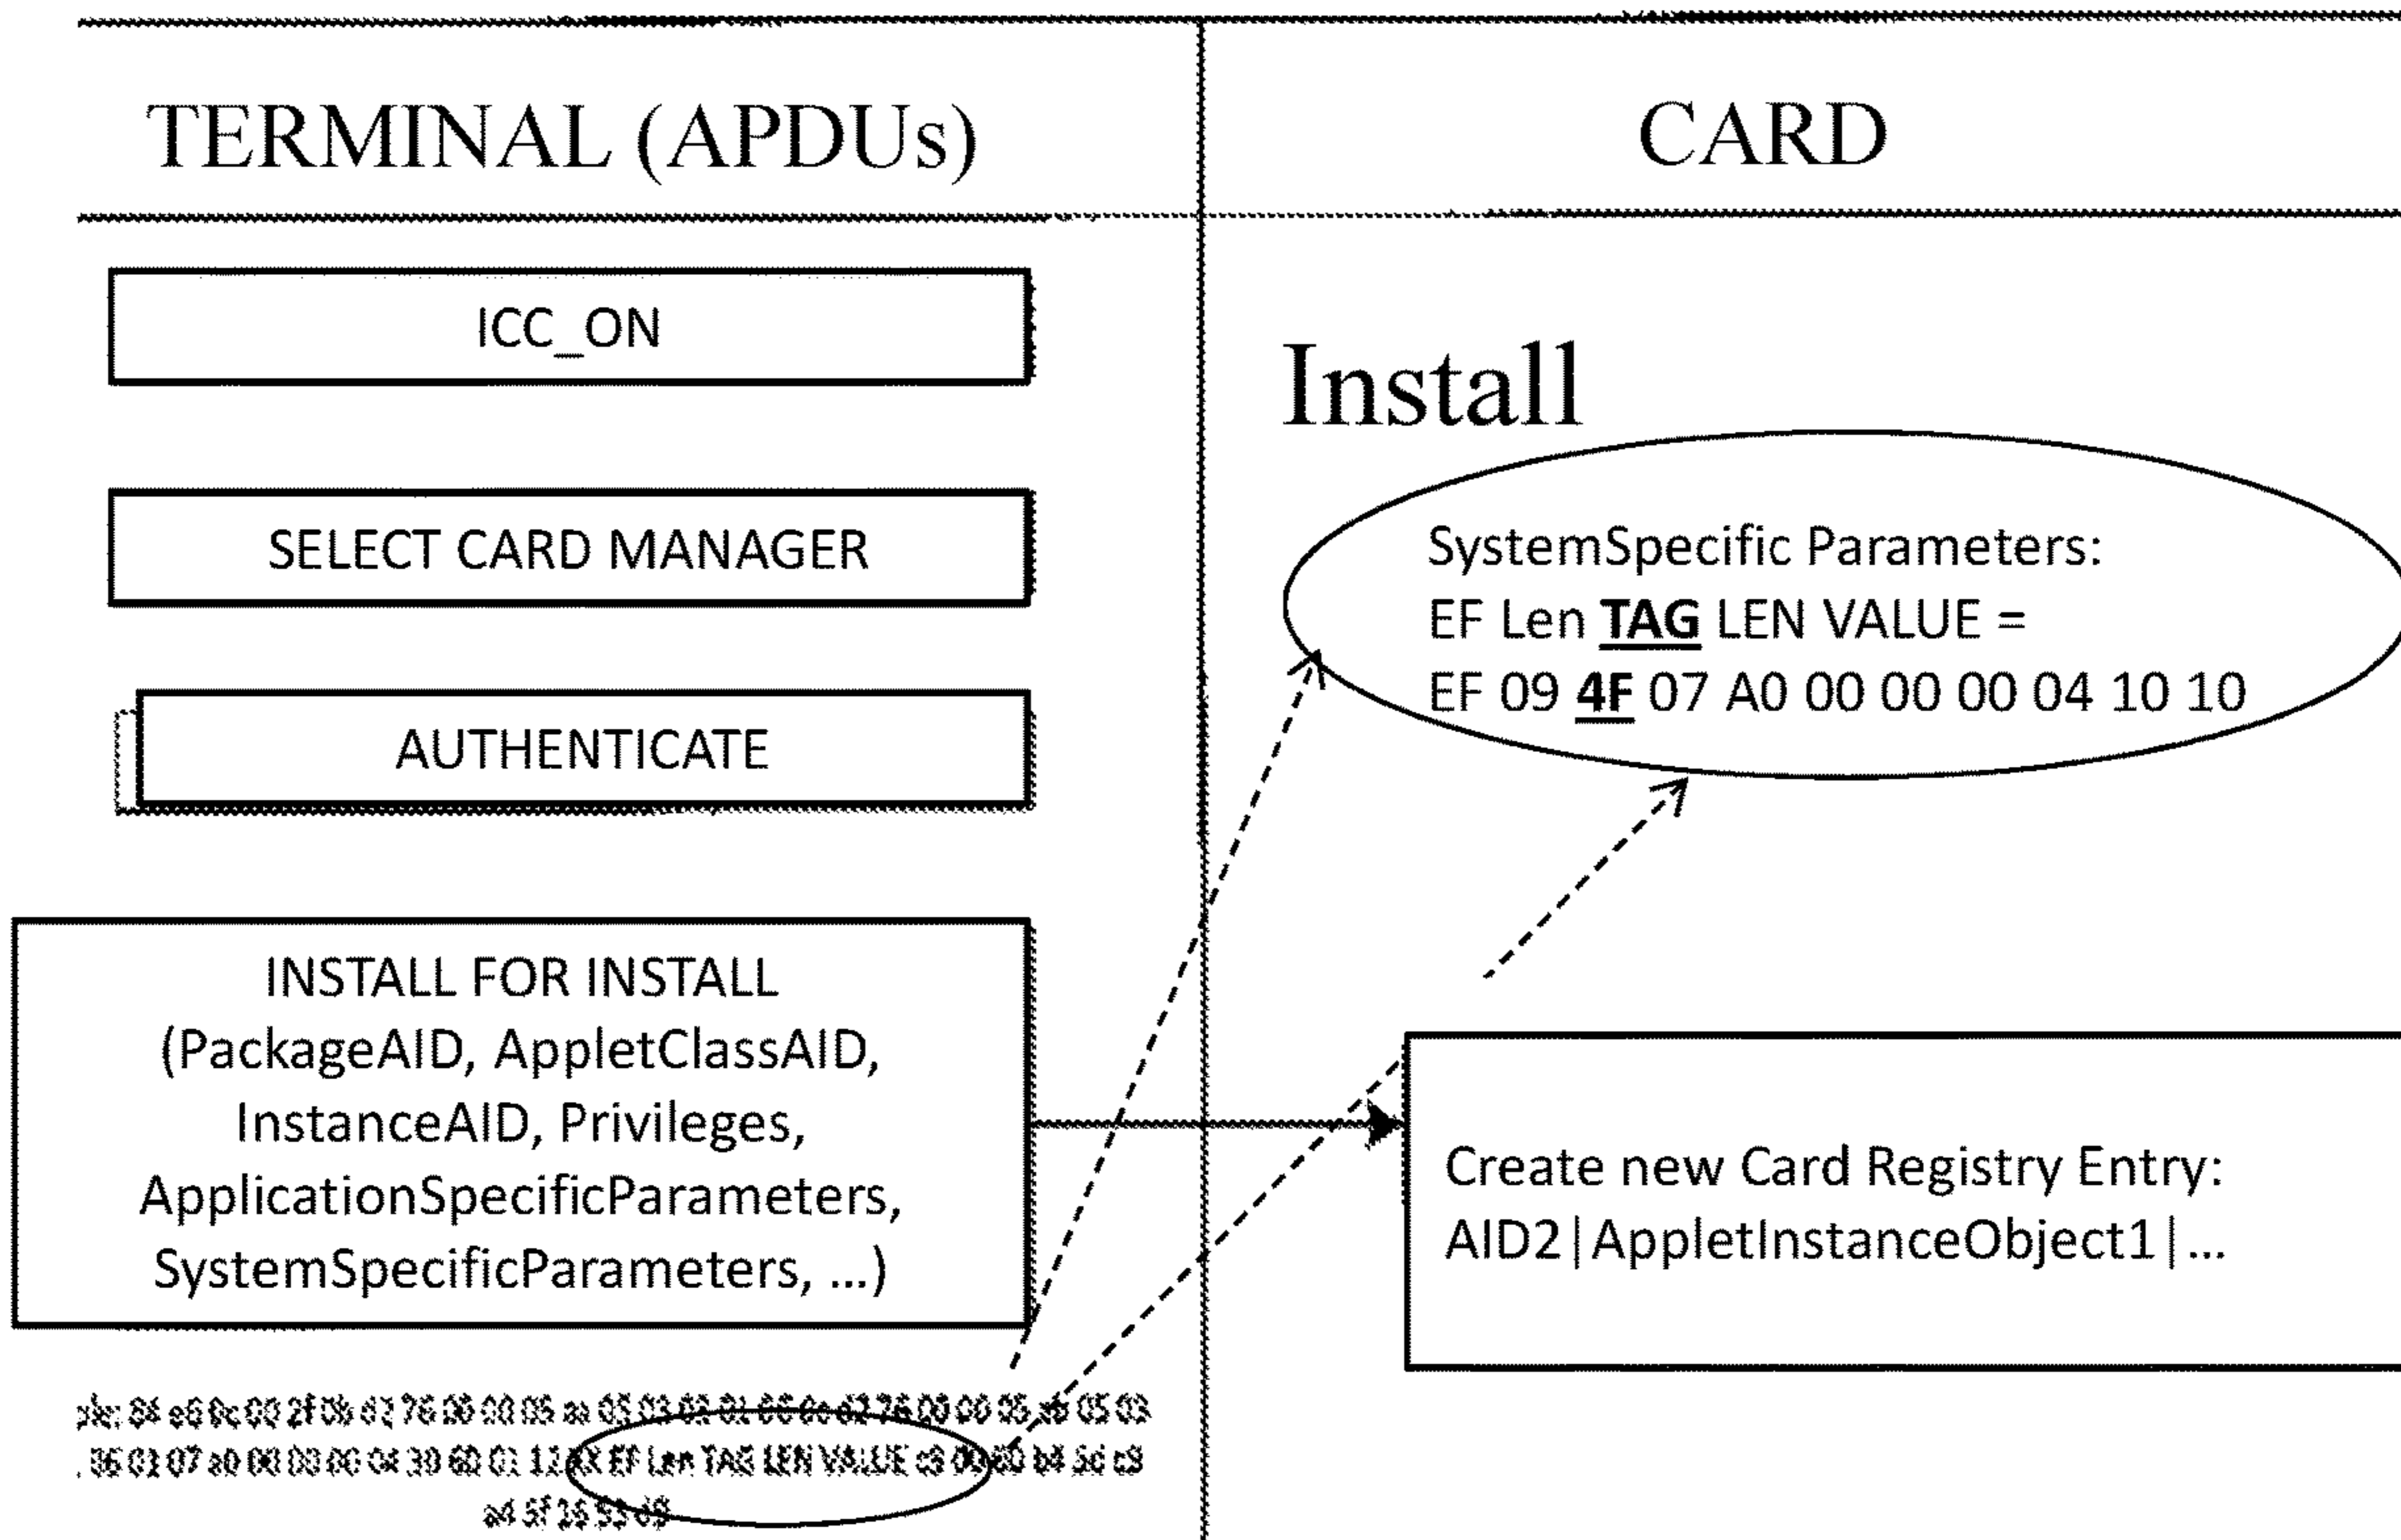 TERMINAL (APDUs)
CARD
ICC_ON
SELECT CARD MANAGER
AUTHENTICATE
INSTALL FOR INSTALL
(PackageAID, AppletClassAID,
InstanceAID, Privileges,
ApplicationSpecificParameters,
SystemSpecificParameters, ...)
EF Len TAG LEN VALUE
Install
SystemSpecific Parameters:
EF Len TAG LEN VALUE =
EF 09 4F 07 A0 00 00 00 04 10 10
Create new Card Registry Entry:
AID2|AppletInstanceObject1|...